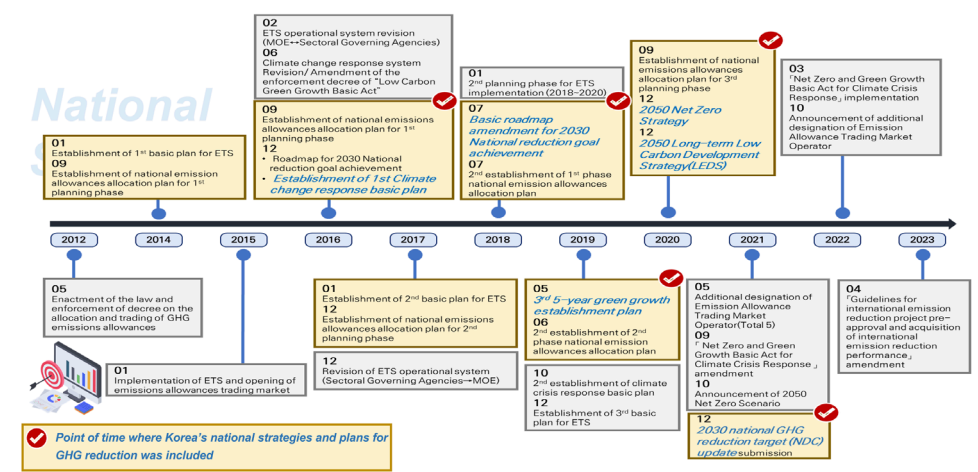 National
S
01
Establishment of 1st basic plan for ETS
09
Establishment of national emission
allowances allocation plan for 1st
planning phase
02
ETS operational system revision
(MOE↔Sectoral Governing Agencies)
06
Climate change response system
Revision/ Amendment of the
enforcement decree of "Low Carbon
Green Growth Basic Act"
09
Establishment of national emissions
allowances allocation plan for 1st
planning phase
12
• Roadmap for 2030 National
reduction goal achievement
• Establishment of 1st Climate
change response basic plan
01
2nd planning phase for ETS
implementation (2018-2020)
07
Basic roadmap
amendment for 2030
National reduction goal
achievement
07
2nd establishment of 1st phase
national emission allowances
allocation plan
09
Establishment of national
emissions allowances
allocation plan for 3rd
planning phase
12
2050 Net Zero
Strategy
12
2050 Long-term Low
Carbon Development
Strategy(LEDS)
03
「Net Zero and Green Growth
Basic Act for Climate Crisis
Response」 implementation
10
Announcement of additional
designation of Emission
Allowance Trading Market
Operator
2012 2014 2015 2016 2017 2018 2019 2020 2021 2022 2023
05
Enactment of the law and
enforcement of decree on the
allocation and trading of GHG
emissions allowances
01
Implementation of ETS and opening of
emissions allowances trading market
01
Establishment of 2nd basic plan for ETS
12
Establishment of national emissions
allowances allocation plan for 2nd
planning phase
12
Revision of ETS operational system
(Sectoral Governing Agencies→MOE)
05
3rd 5-year green growth
establishment plan
06
2nd establishment of 2nd
phase national emission
allowances allocation plan
10
2nd establishment of climate
crisis response basic plan
12
Establishment of 3rd basic
plan for ETS
05
Additional designation of
Emission Allowance
Trading Market
Operator(Total 5)
09
「 Net Zero and Green
Growth Basic Act for
Climate Crisis Response 」
amendment
10
Announcement of 2050
Net Zero Scenario
12
2030 national GHG
reduction target (NDC)
update submission
04
「Guidelines for
international emission
reduction project pre-
approval and acquisition
of international
emission reduction
performance」
amendment
Point of time where Korea's national strategies and plans for
GHG reduction was included